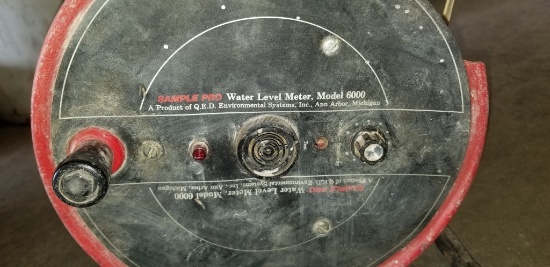 SAMPLE PRO Water Level Meter, Model 6000
A Product of Q.E.D. Environmental Systems, Inc., Ann Arbor, Michigan
SAMPLE PRO Water Level Meter, Model 6000
A Product of Q.E.D. Environmental Systems, Inc., Ann Arbor, Michigan